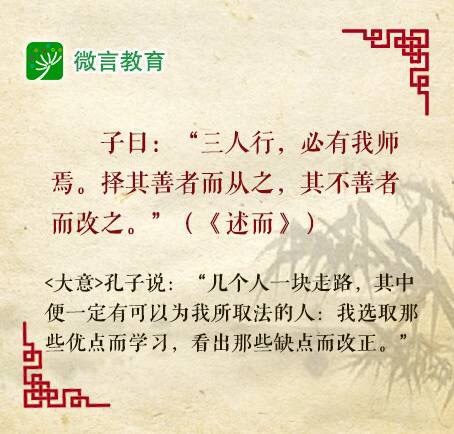 微言教育
子曰：“三人行，必有我师
焉。择其善者而从之，其不善者
而改之。”（《述而》）
<大意>孔子说：“几个人一块走路，其中
便一定有可以为我所取法的人：我选取那
些优点而学习，看出那些缺点而改正。”